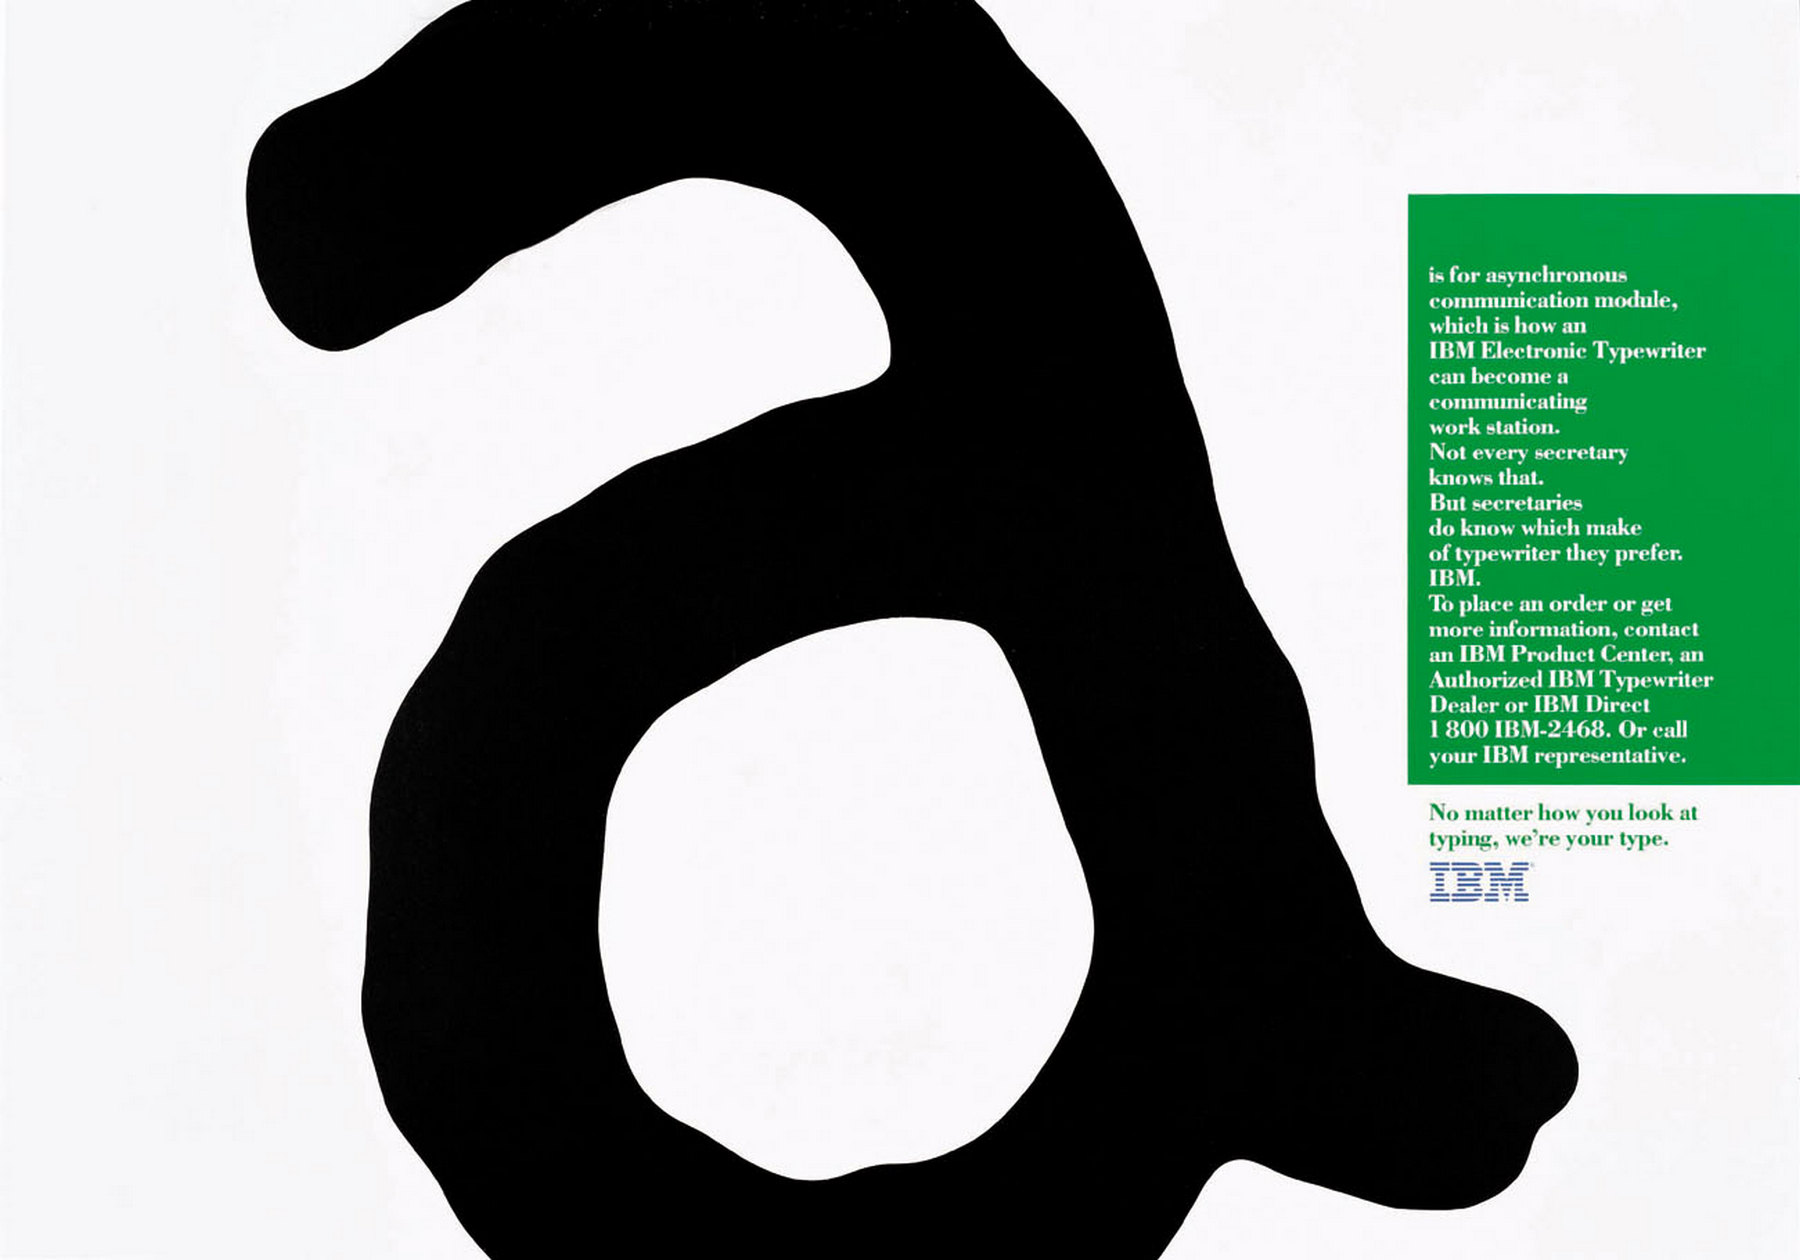 a
is for asynchronous
communication module,
which is how an
IBM Electronic Typewriter
can become a
communicating
work station.
Not every secretary
knows that.
But secretaries
do know which make
of typewriter they prefer.
IBM.
To place an order or get
more information, contact
an IBM Product Center, an
Authorized IBM Typewriter
Dealer or IBM Direct
1 800 IBM-2468. Or call
your IBM representative.
No matter how you look at
typing, we're your type.
IBM